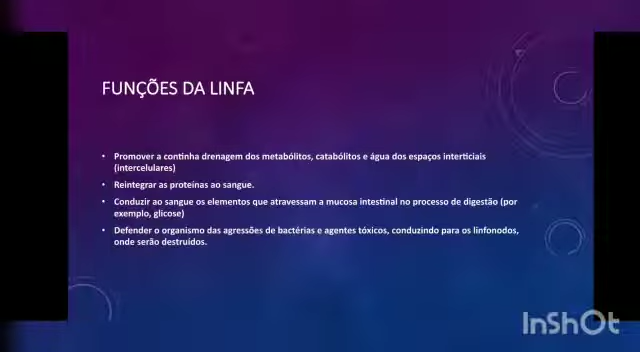 FUNÇÕES DA LINFA
• Promover a continha drenagem dos metabólitos, catabólitos e água dos espaços interticiais
(intercelulares)
• Reintegrar as proteínas ao sangue.
• Conduzir ao sangue os elementos que atravessam a mucosa intestinal no processo de digestão (por
exemplo, glicose)
• Defender o organismo das agressões de bactérias e agentes tóxicos, conduzindo para os linfonodos,
onde serão destruídos.
InShOt